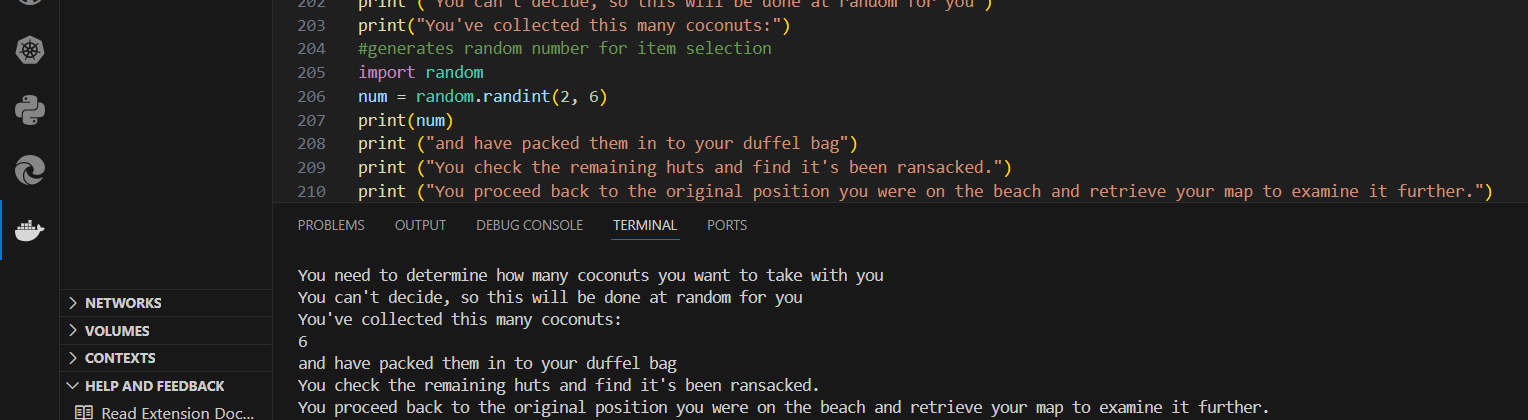 202 print ("You can't decide, so this will be done at random for you")
203 print("You've collected this many coconuts:")
204 #generates random number for item selection
205 import random
206 num = random.randint(2, 6)
207 print(num)
208 print ("and have packed them in to your duffel bag")
209 print ("You check the remaining huts and find it's been ransacked.")
210 print ("You proceed back to the original position you were on the beach and retrieve your map to examine it further.")
PROBLEMS OUTPUT DEBUG CONSOLE TERMINAL PORTS
You need to determine how many coconuts you want to take with you
You can't decide, so this will be done at random for you
You've collected this many coconuts:
6
and have packed them in to your duffel bag
You check the remaining huts and find it's been ransacked.
You proceed back to the original position you were on the beach and retrieve your map to examine it further.
NETWORKS
VOLUMES
CONTEXTS
HELP AND FEEDBACK
Read Extension Doc...